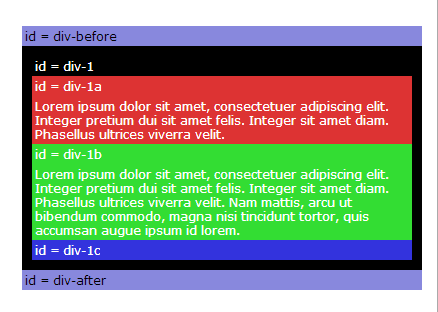 id = div-before
id = div-1
id = div-1a
Lorem ipsum dolor sit amet, consectetuer adipiscing elit.
Integer pretium dui sit amet felis. Integer sit amet diam.
Phasellus ultrices viverra velit.
id = div-1b
Lorem ipsum dolor sit amet, consectetuer adipiscing elit.
Integer pretium dui sit amet felis. Integer sit amet diam.
Phasellus ultrices viverra velit. Nam mattis, arcu ut
bibendum commodo, magna nisi tincidunt tortor, quis
accumsan augue ipsum id lorem.
id = div-1c
id = div-after